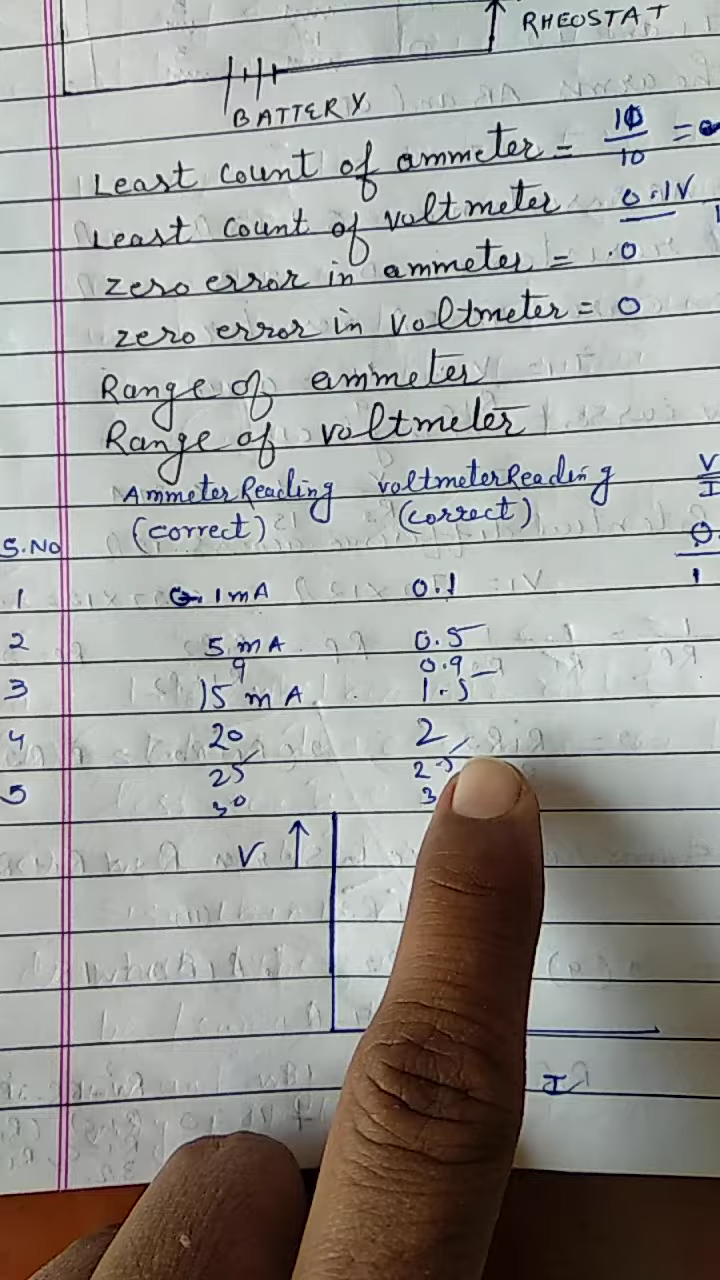 RHEOSTAT
BATTERY
Least count of ammeter = 10/10 =
Least count of voltmeter 0.1V
zero error in ammeter = .0
zero error in voltmeter = 0
Range of ammeter
Range of voltmeter
S.No Ammeter Reading (correct) voltmeter Reading (correct) V/I
1 0.1mA 0.1
2 5 mA 0.5
9 0.9
3 15 mA 1.5
4 20 2
25 2.5
5 30 3
V
I